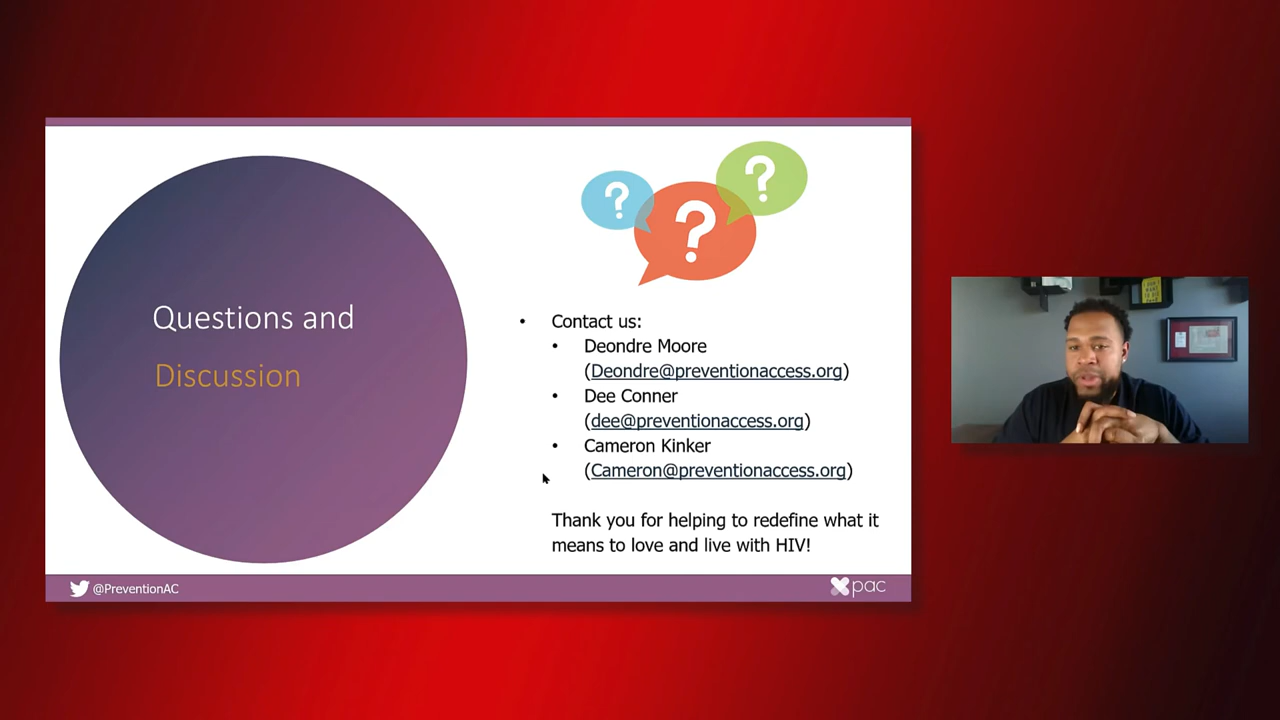 Questions and
Discussion
? ? ?
• Contact us:
• Deondre Moore
(Deondre@preventionaccess.org)
• Dee Conner
(dee@preventionaccess.org)
• Cameron Kinker
(Cameron@preventionaccess.org)
Thank you for helping to redefine what it
means to love and live with HIV!
@PreventionAC
pac